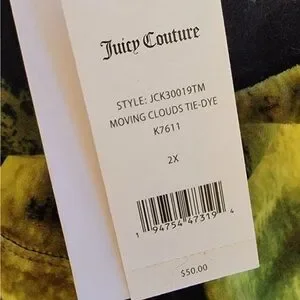 Juicy Couture
STYLE: JCK30019TM
MOVING CLOUDS TIE-DYE
K7611
2X
1 94754 47319 4
$50.00